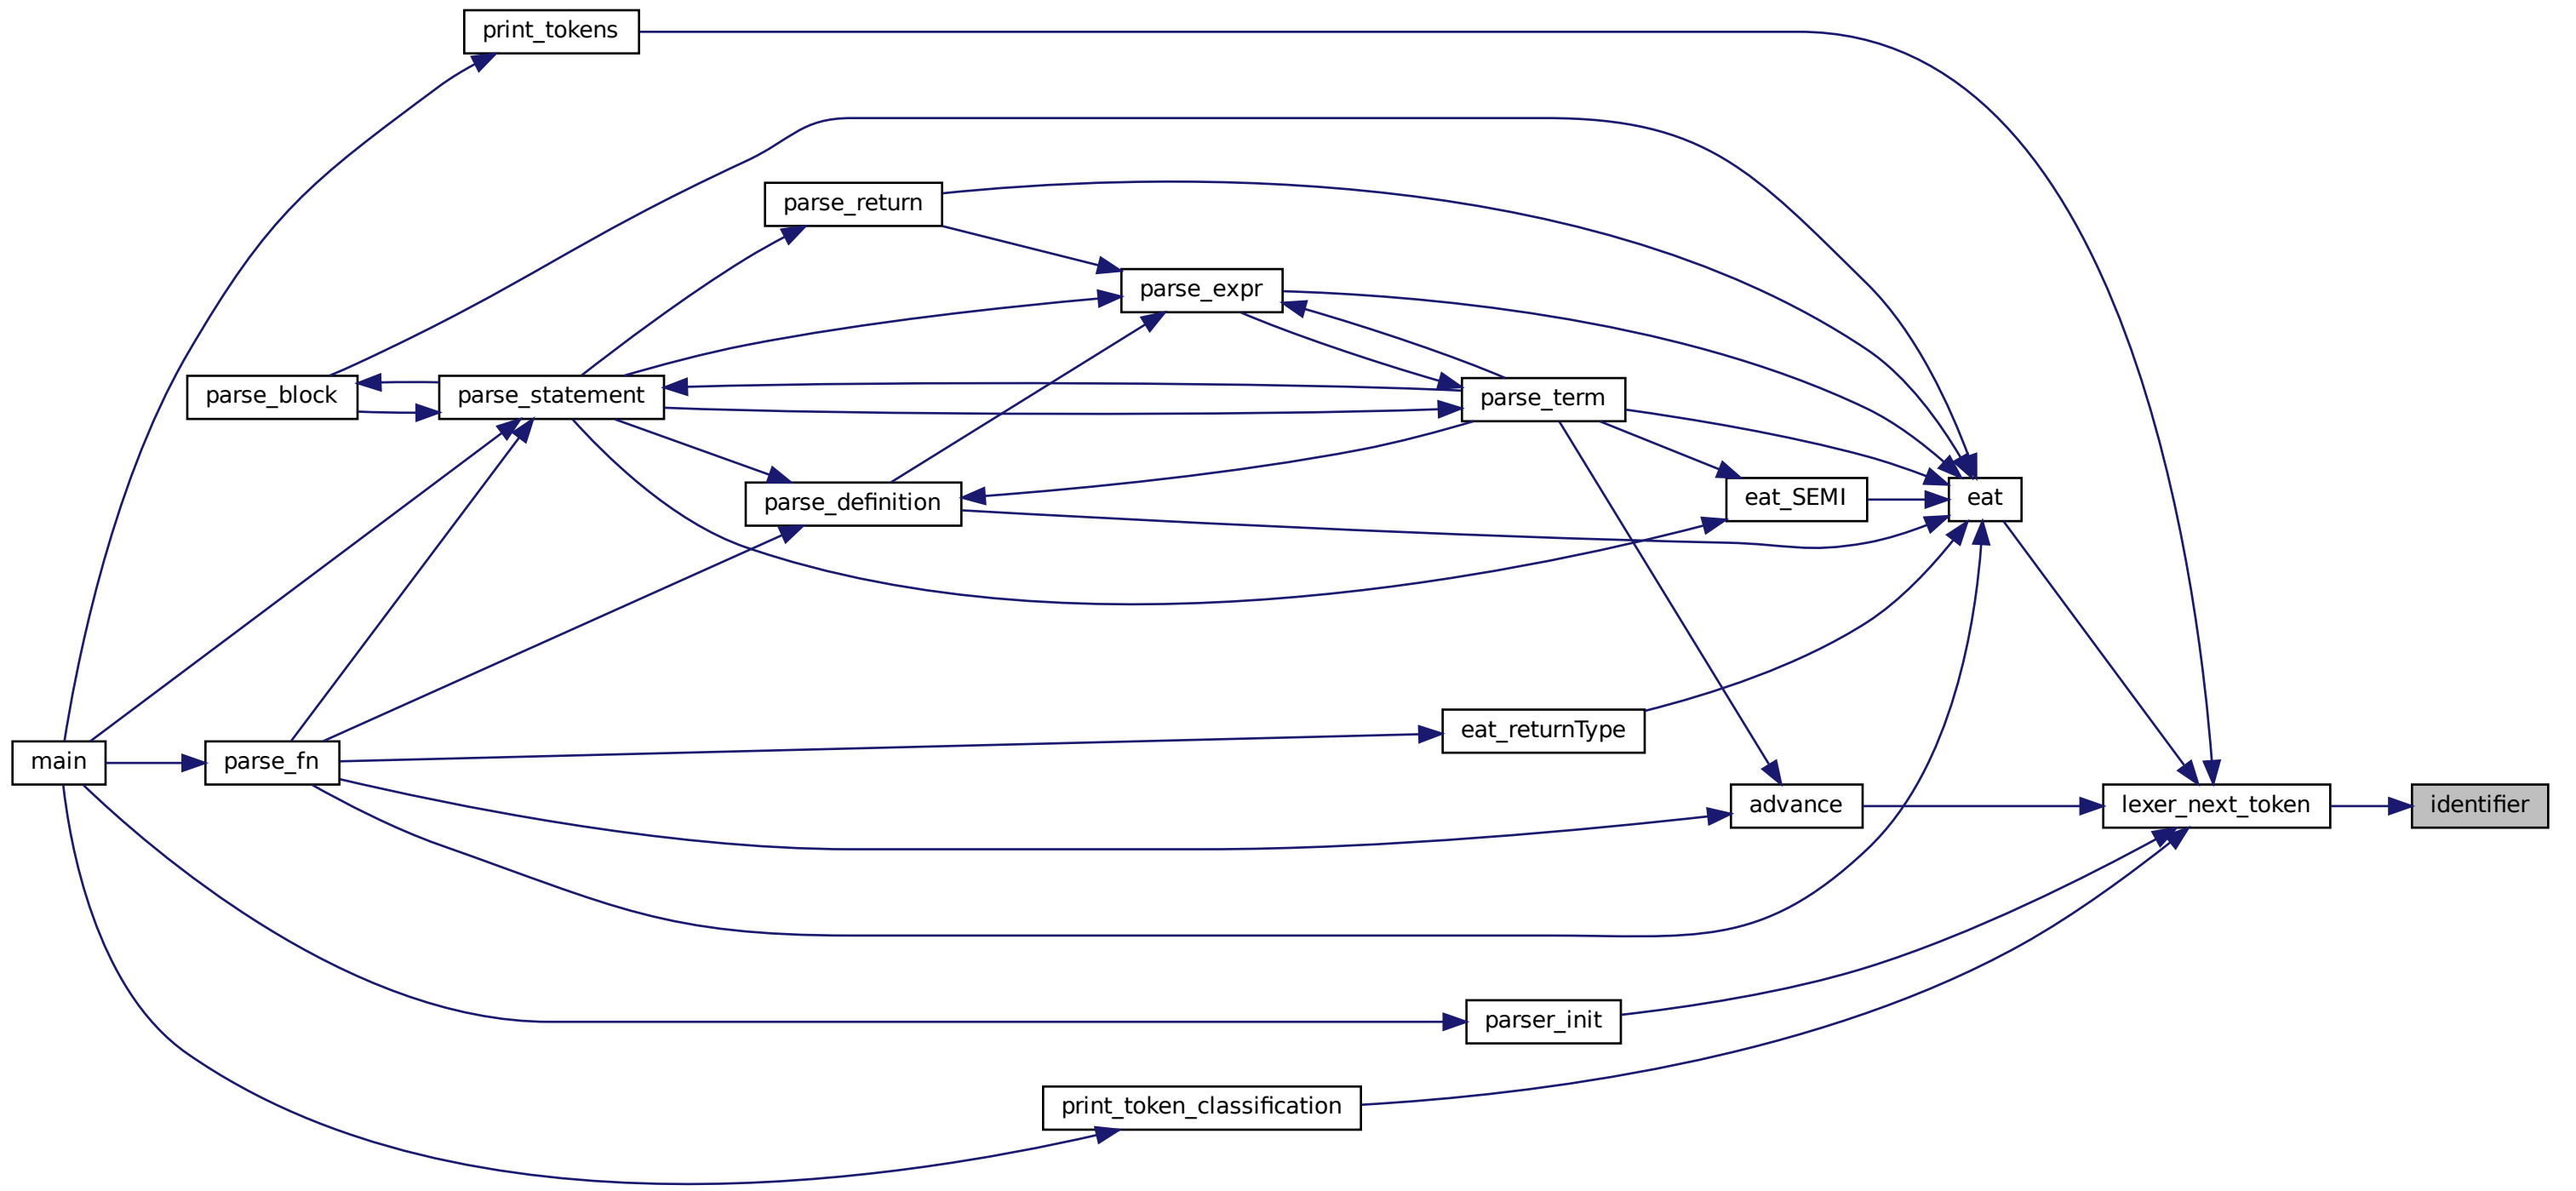 print_tokens
parse_return
parse_expr
parse_block
parse_statement
parse_term
parse_definition
eat_SEMI
eat
eat_returnType
main
parse_fn
advance
lexer_next_token
identifier
parser_init
print_token_classification